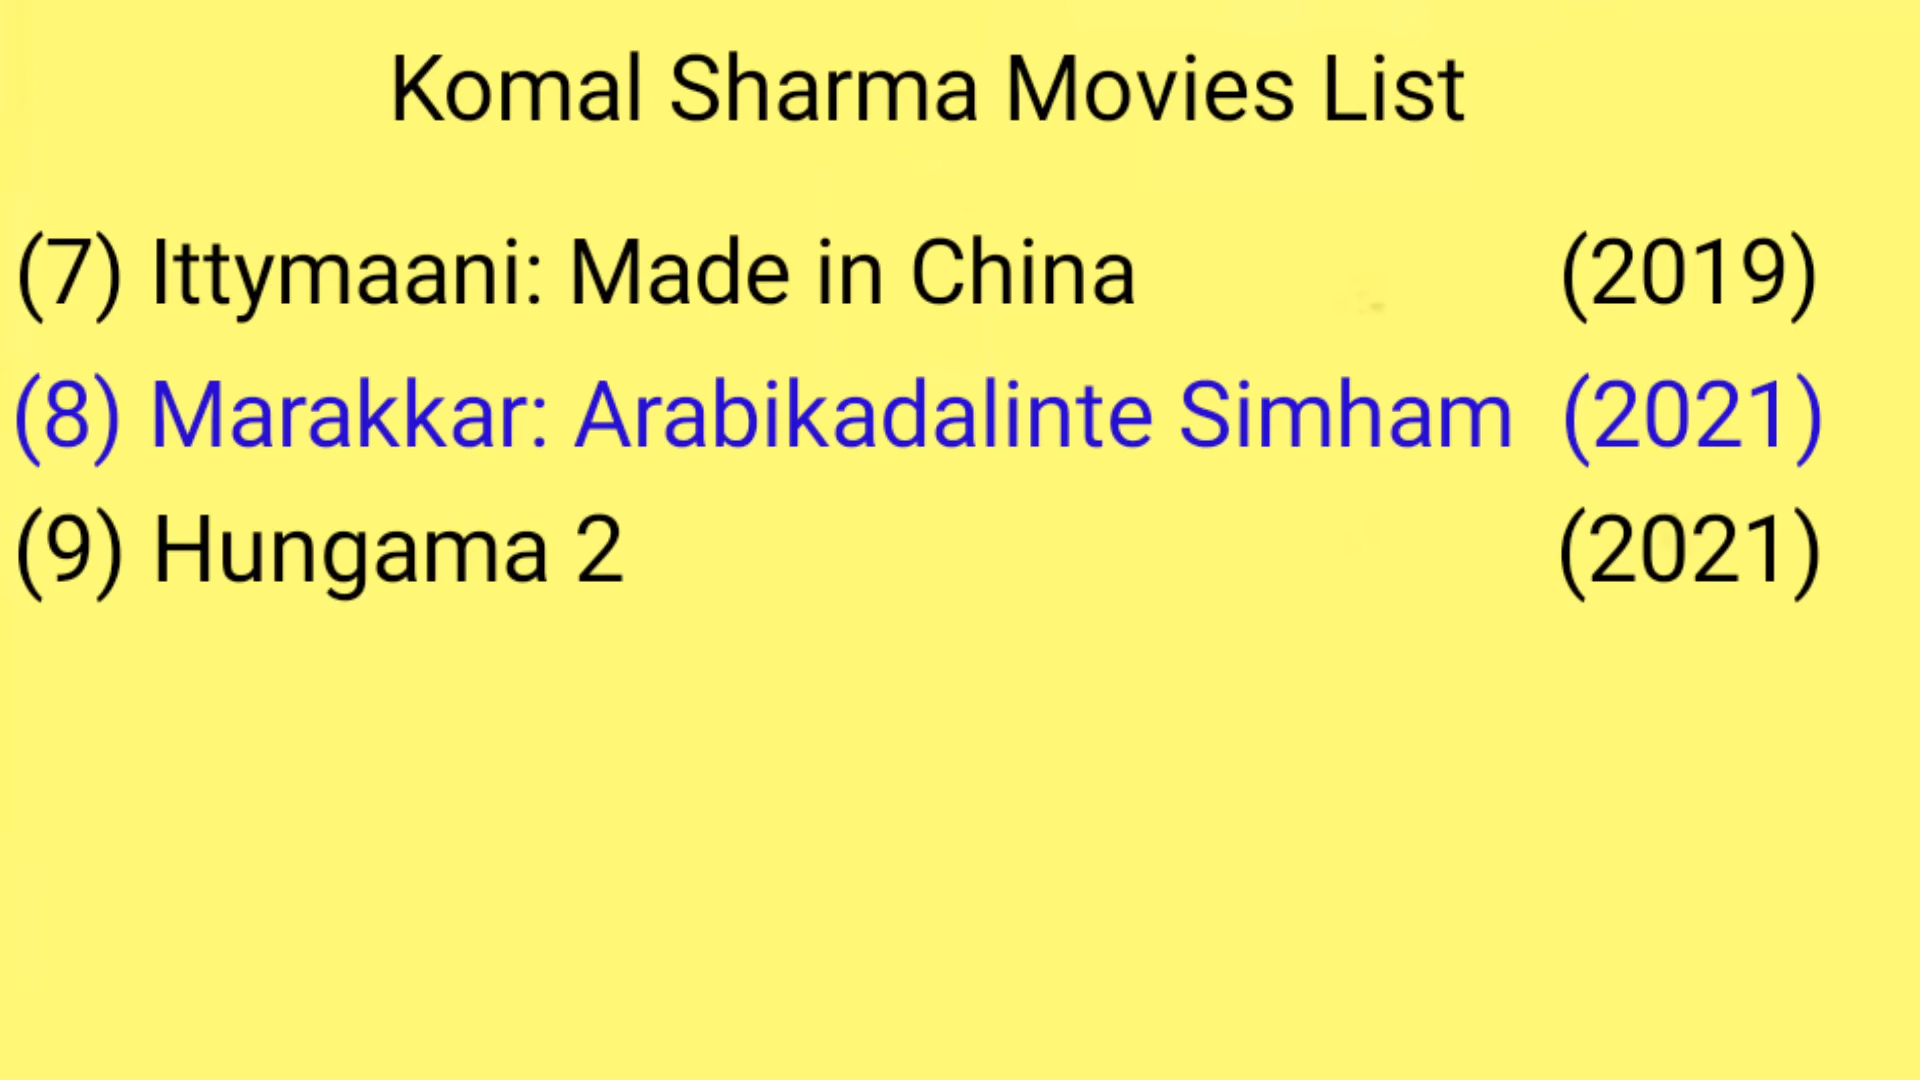 Komal Sharma Movies List
(7) Ittymaani: Made in China (2019)
(8) Marakkar: Arabikadalinte Simham (2021)
(9) Hungama 2 (2021)